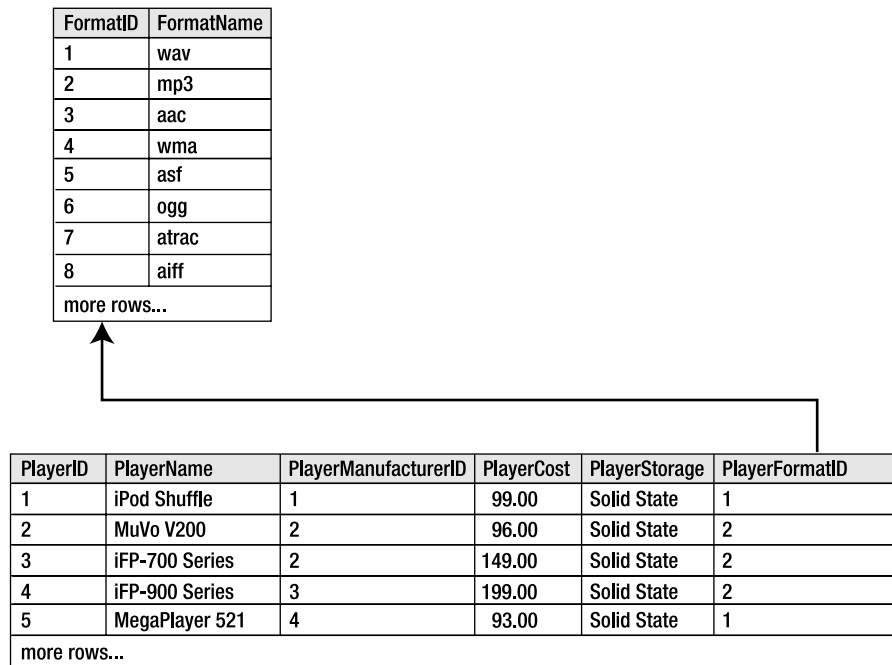 FormatID FormatName
1 wav
2 mp3
3 aac
4 wma
5 asf
6 ogg
7 atrac
8 aiff
more rows...
PlayerID PlayerName PlayerManufacturerID PlayerCost PlayerStorage PlayerFormatID
1 iPod Shuffle 1 99.00 Solid State 1
2 MuVo V200 2 96.00 Solid State 2
3 iFP-700 Series 2 149.00 Solid State 2
4 iFP-900 Series 3 199.00 Solid State 2
5 MegaPlayer 521 4 93.00 Solid State 1
more rows...